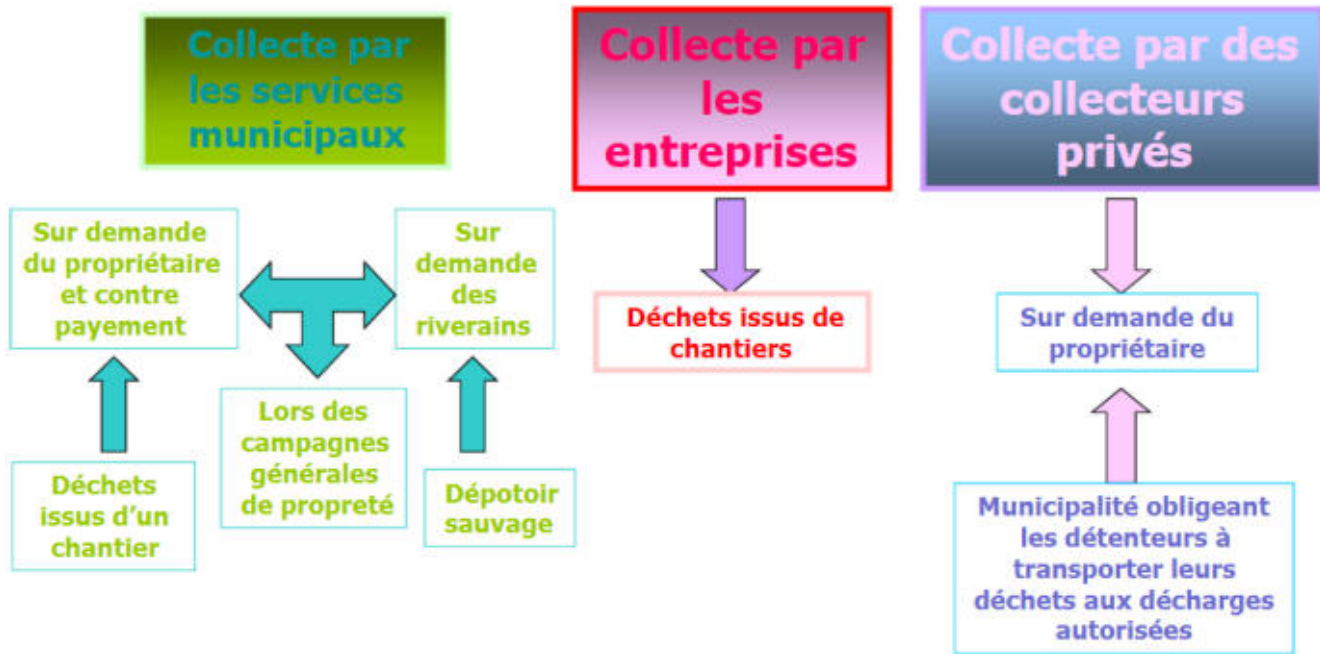 Collecte par
les services
municipaux
Collecte par
les
entreprises
Collecte par des
collecteurs
privés
Sur demande
du propriétaire
et contre
payement
Sur
demande
des
riverains
Déchets issus de
chantiers
Sur demande du
propriétaire
Lors des
campagnes
générales
de propreté
Déchets
issus d'un
chantier
Dépotoir
sauvage
Municipalité obligeant
les détenteurs à
transporter leurs
déchets aux décharges
autorisées